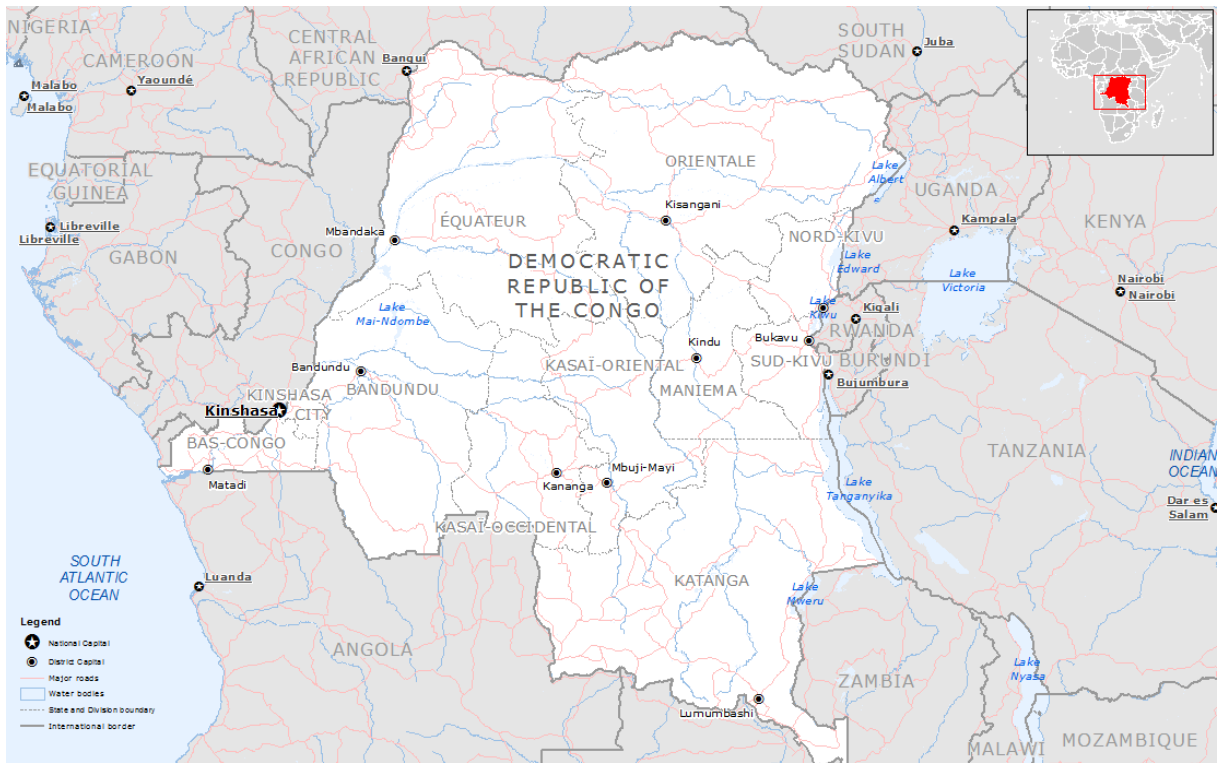 NIGERIA
CAMEROON
CENTRAL
AFRICAN
REPUBLIC
SOUTH
SUDAN
Juba
Bangui
Yaoundé
Malabo
Malabo
ORIENTALE
Lake
Albert
EQUATORIAL
GUINEA
UGANDA
Kisangani
ÉQUATEUR
Mbandaka
Libreville
Libreville
Kampala
KENYA
GABON
CONGO
NORD-KIVU
Lake
Edward
DEMOCRATIC
REPUBLIC OF
THE CONGO
Lake
Victoria
Nairobi
Nairobi
Lake
Mai-Ndombe
Lake
Kivu
Kigali
RWANDA
Kindu
Bukavu
SUD-KIVU
BURUNDI
Bujumbura
KASAÏ-ORIENTAL
MANIEMA
Bandundu
BANDUNDU
KINSHASA
CITY
Kinshasa
BAS-CONGO
Matadi
TANZANIA
INDIAN
OCEAN
Mbuji-Mayi
Kananga
Lake
Tanganyika
Dar es
Salam
KASAÏ-OCCIDENTAL
SOUTH
ATLANTIC
OCEAN
Luanda
KATANGA
Lake
Mweru
Legend
National Capital
District Capital
Major roads
Water bodies
State and Division boundary
International border
ANGOLA
Lake
Nyasa
ZAMBIA
Lumumbashi
MALAWI
MOZAMBIQUE